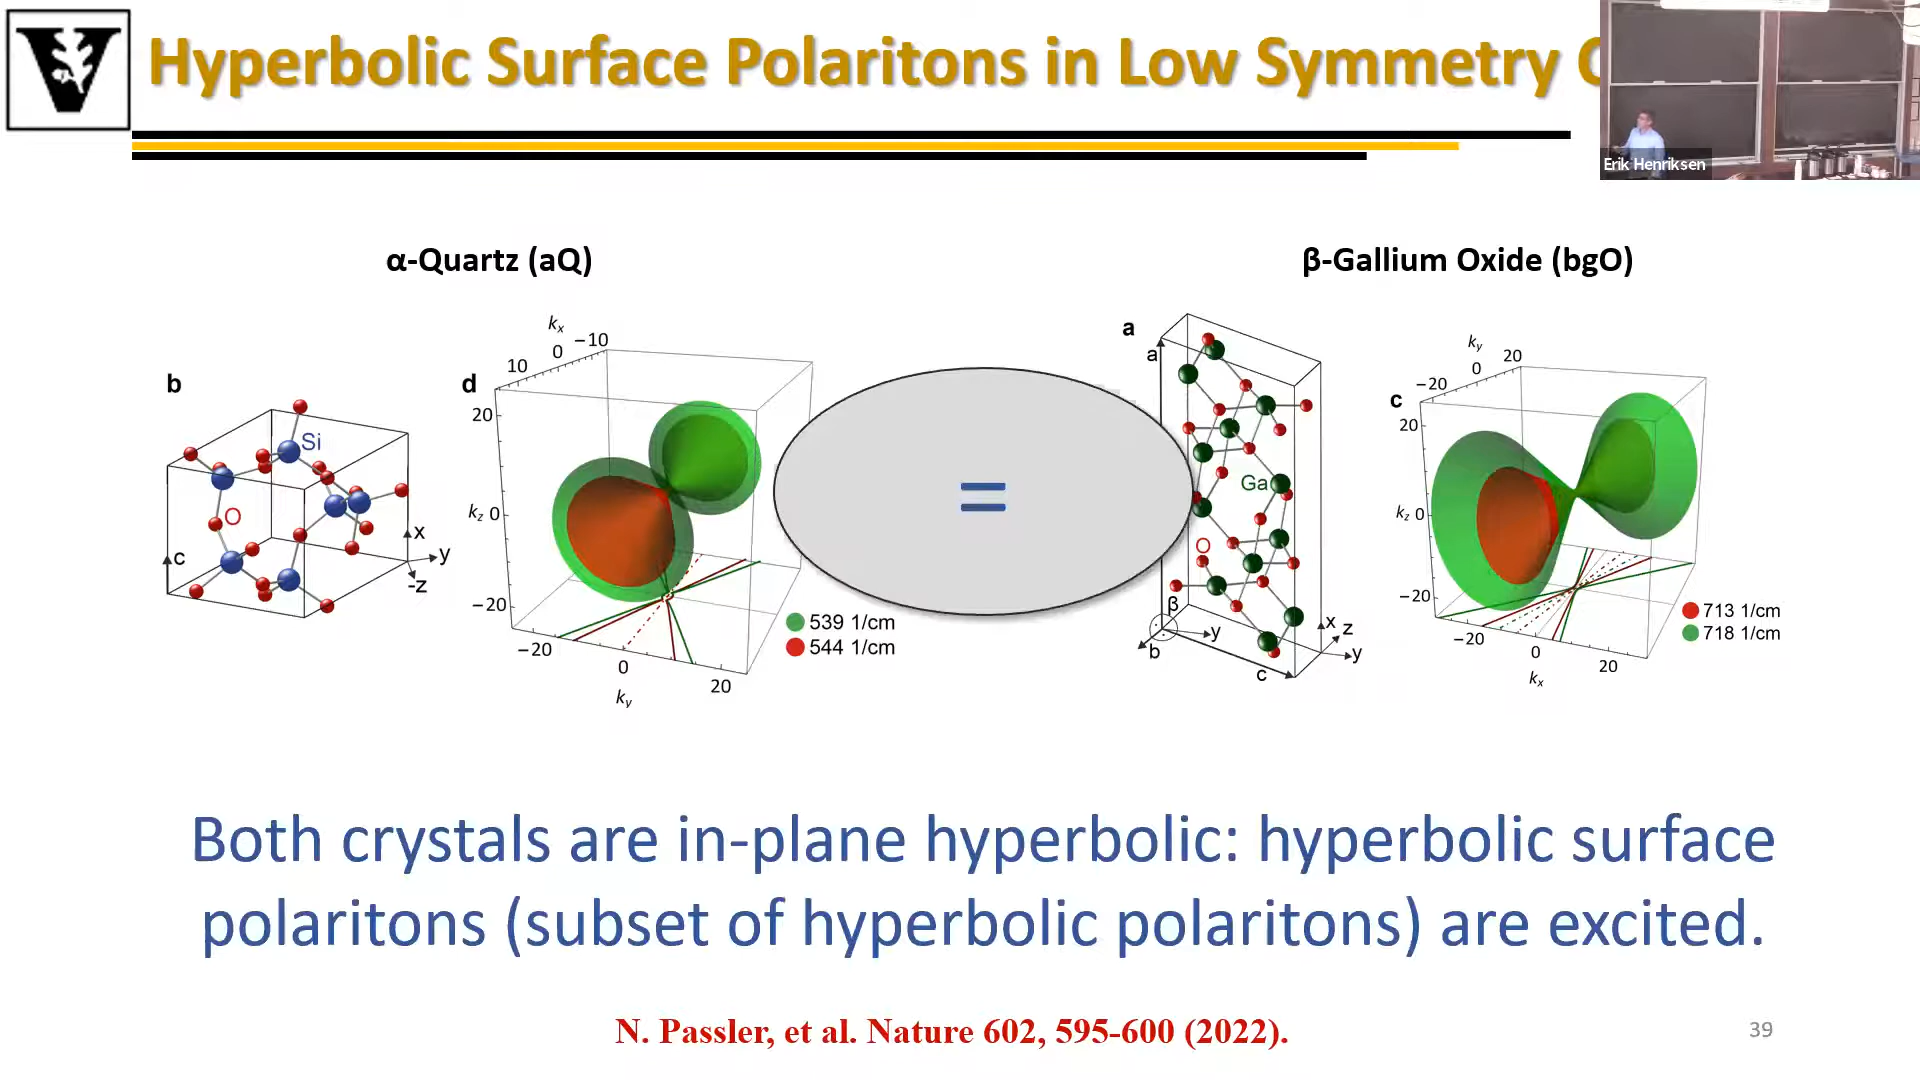 Hyperbolic Surface Polaritons in Low Symmetry
Erik Henriksen
α-Quartz (aQ)
β-Gallium Oxide (bgO)
b
Si
O
c
x
y
-z
d
kx
10 0 −10
20
kz 0
−20
−20 0 20
ky
539 1/cm
544 1/cm
=
a
a
Ga
O
β
b
y
c
x z
y
c
ky
−20 0 20
20
kz 0
−20
−20 0 20
kx
713 1/cm
718 1/cm
Both crystals are in-plane hyperbolic: hyperbolic surface
polaritons (subset of hyperbolic polaritons) are excited.
N. Passler, et al. Nature 602, 595-600 (2022).
39